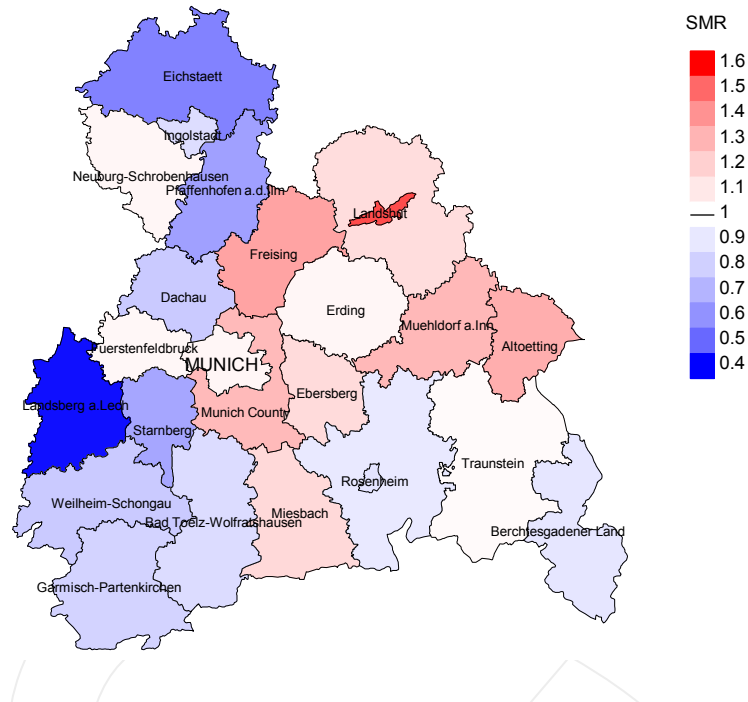 SMR
1.6
1.5
1.4
1.3
1.2
1.1
1
0.9
0.8
0.7
0.6
0.5
0.4
Eichstaett
Ingolstadt
Neuburg-Schrobenhausen
Pfaffenhofen a.d.Ilm
Landshut
Freising
Dachau
Erding
Muehldorf a.Inn
Altoetting
Fuerstenfeldbruck
MUNICH
Ebersberg
Landsberg a.Lech
Munich County
Starnberg
Traunstein
Rosenheim
Weilheim-Schongau
Miesbach
Bad Toelz-Wolfratshausen
Berchtesgadener Land
Garmisch-Partenkirchen